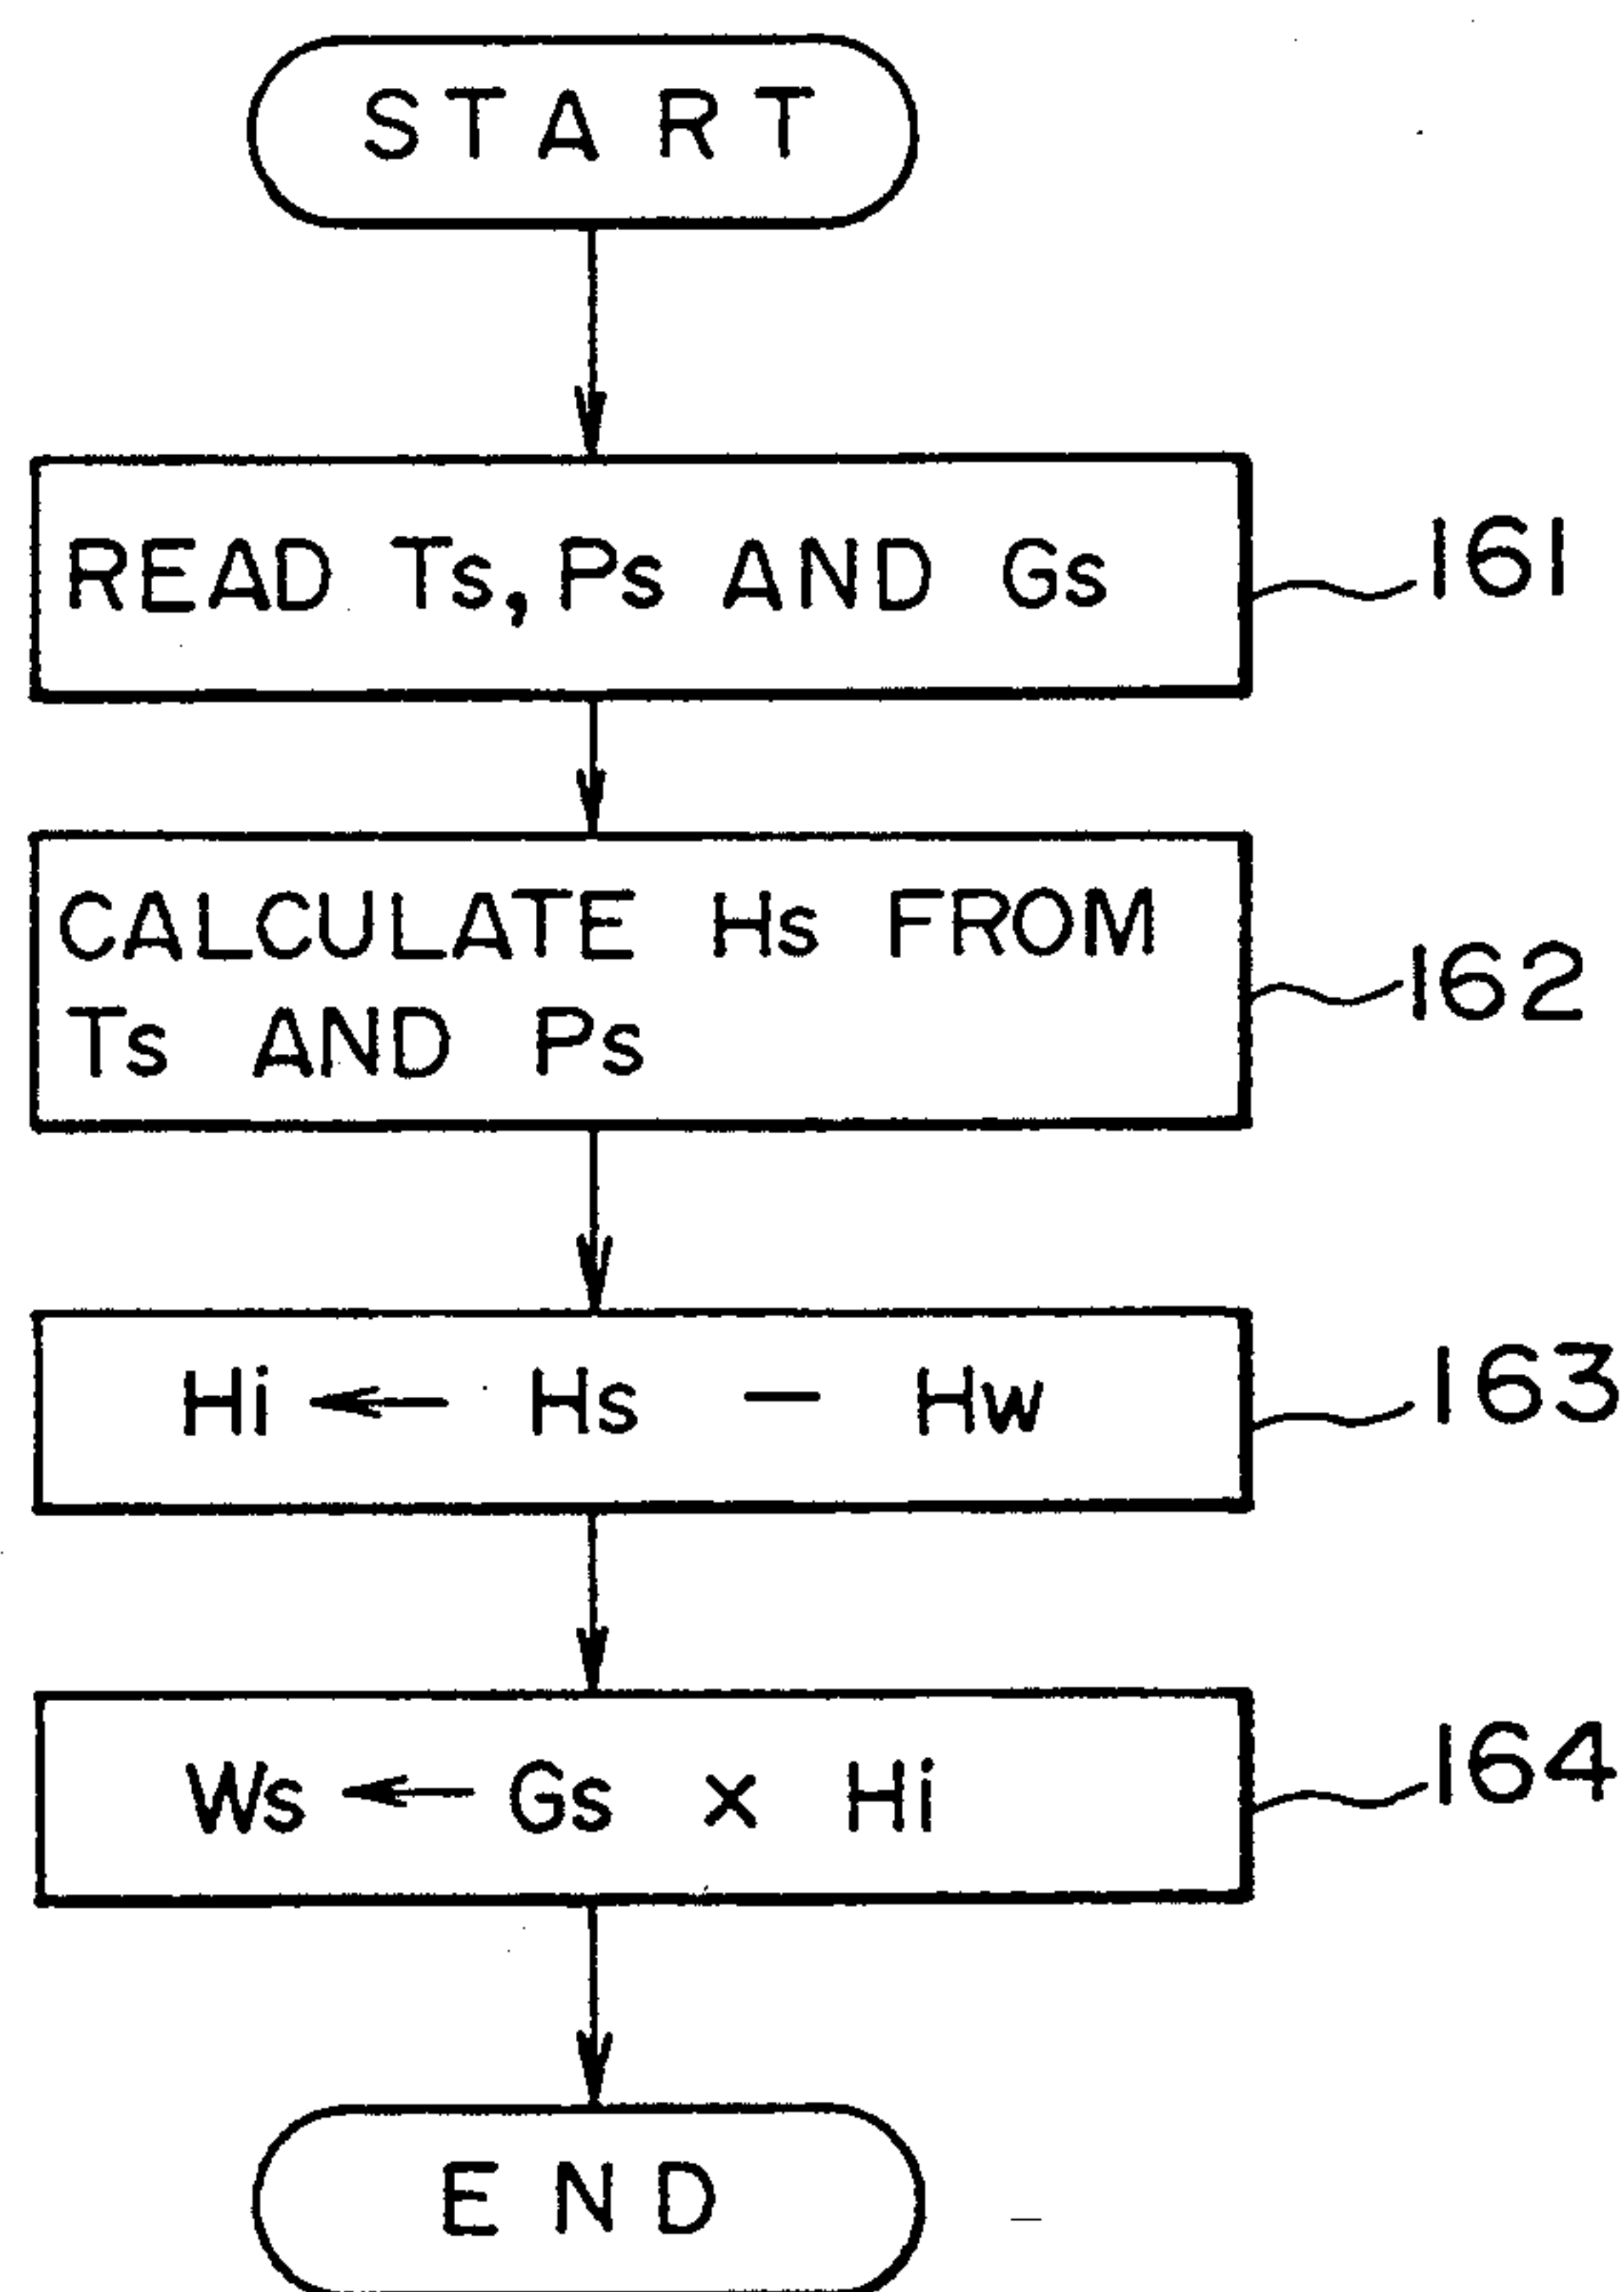 START
READ Ts, Ps AND Gs
161
CALCULATE Hs FROM
Ts AND Ps
162
Hi ← Hs − Hw
163
Ws ← Gs × Hi
164
END